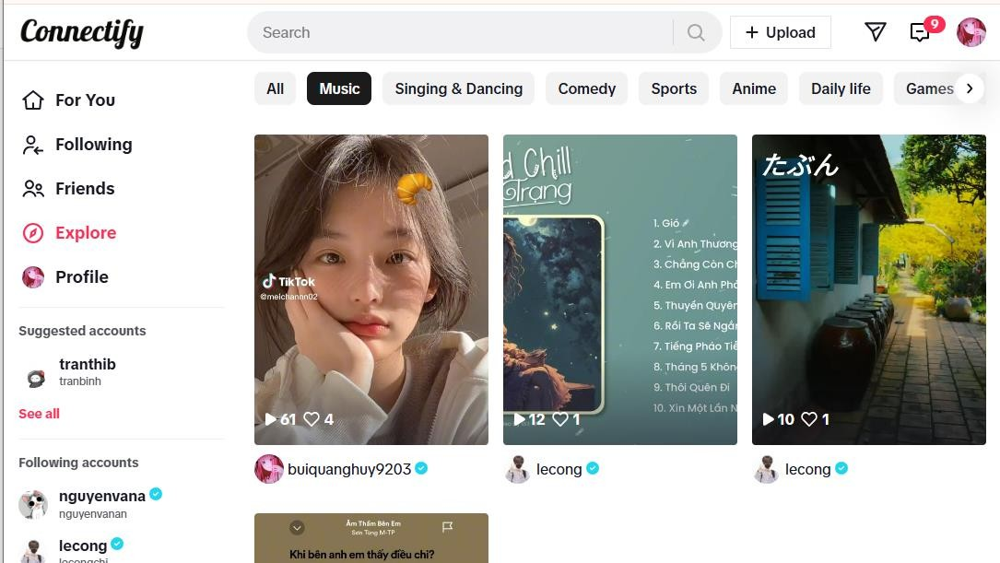 Connectify
Search
Upload
9
For You
Following
Friends
Explore
Profile
Suggested accounts
tranthib
tranbinh
See all
Following accounts
nguyenvana
nguyenvanan
lecong
lecongchi
All
Music
Singing & Dancing
Comedy
Sports
Anime
Daily life
Games
TikTok
@meichannn02
61 4
buiquanghuy9203
d Chill
Trạng
1. Gió
2. Vì Anh Thương
3. Chẳng Còn
4. Em Ơi Anh
5. Thuyền Quyên
6. Rồi Ta Sẽ
7. Tiếng Pháo
8. Tháng 5
9. Thôi Quên Đi
10. Xin Một Lần
12 1
lecong
たぶん
10 1
lecong
Âm Thầm Bên Em
Sơn Tùng M-TP
Khi bên anh em thấy điều chi?